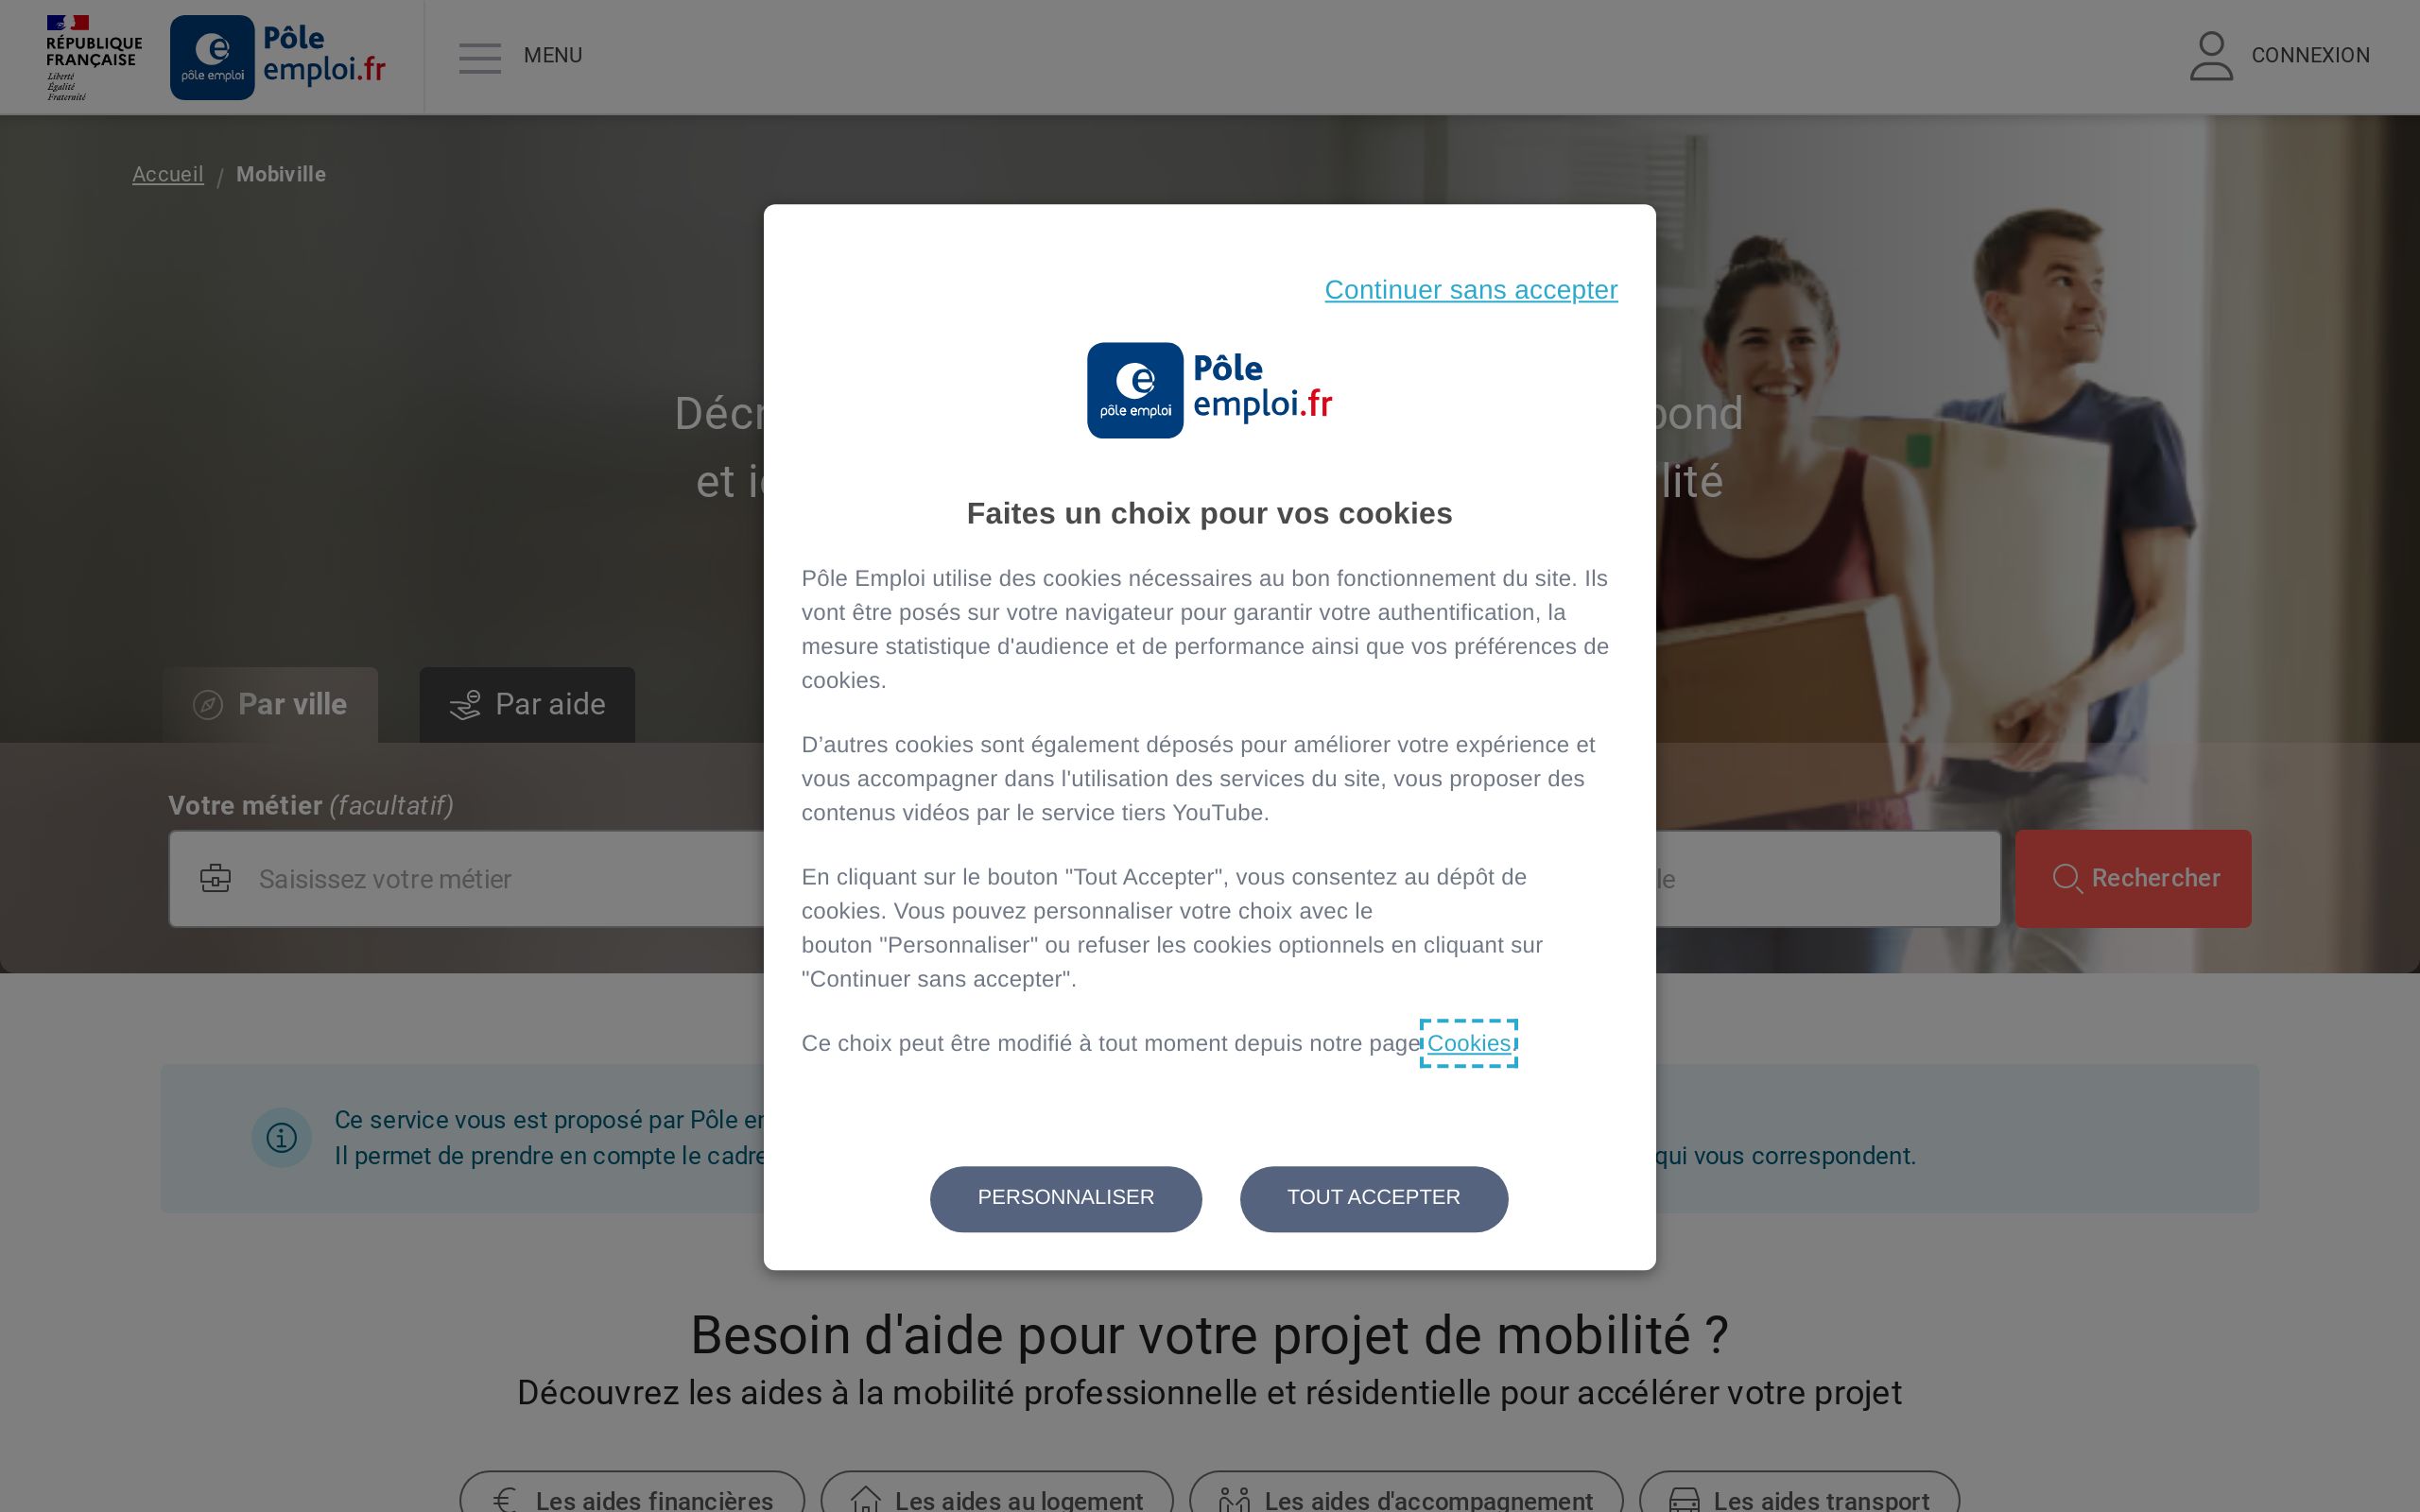 RÉPUBLIQUE
FRANÇAISE
Liberté
Égalité
Fraternité
pôle emploi
Pôle
emploi.fr
MENU
CONNEXION
Accueil / Mobiville
Continuer sans accepter
pôle emploi
Pôle
emploi.fr
Faites un choix pour vos cookies
Pôle Emploi utilise des cookies nécessaires au bon fonctionnement du site. Ils
vont être posés sur votre navigateur pour garantir votre authentification, la
mesure statistique d'audience et de performance ainsi que vos préférences de
cookies.
D’autres cookies sont également déposés pour améliorer votre expérience et
vous accompagner dans l'utilisation des services du site, vous proposer des
contenus vidéos par le service tiers YouTube.
En cliquant sur le bouton "Tout Accepter", vous consentez au dépôt de
cookies. Vous pouvez personnaliser votre choix avec le
bouton "Personnaliser" ou refuser les cookies optionnels en cliquant sur
"Continuer sans accepter".
Ce choix peut être modifié à tout moment depuis notre page Cookies.
PERSONNALISER
TOUT ACCEPTER
et
lité
Par ville
Par aide
Votre métier (facultatif)
Saisissez votre métier
Rechercher
Ce service vous est proposé par Pôle
Il permet de prendre en compte le cadre
qui vous correspondent.
Besoin d'aide pour votre projet de mobilité ?
Découvrez les aides à la mobilité professionnelle et résidentielle pour accélérer votre projet
Les aides financières
Les aides au logement
Les aides d'accompagnement
Les aides transport